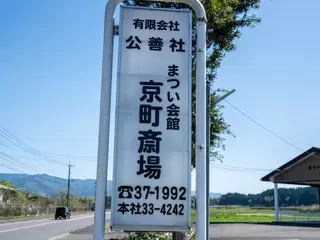 有限会社
公善社
まつい会館
京町斎場
☎37-1992
本社33-4242